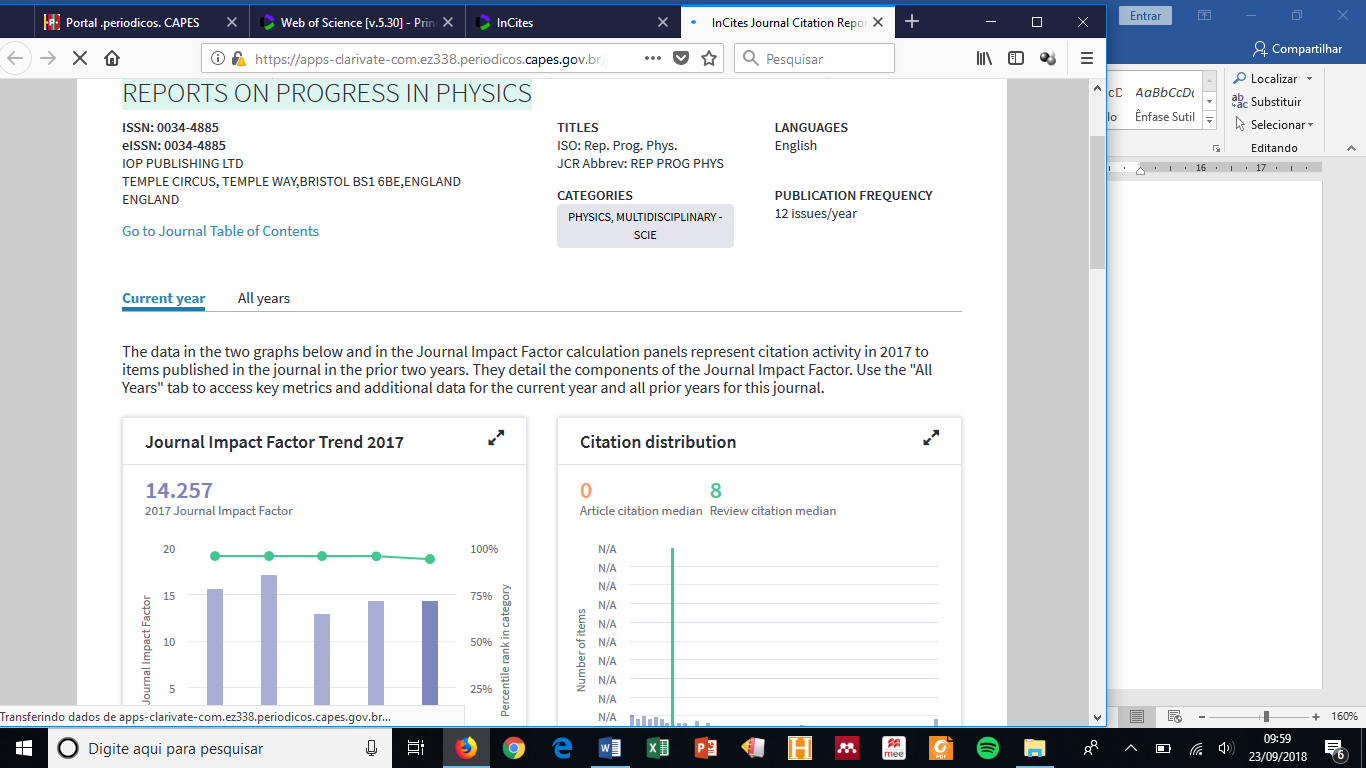 Portal .periodicos. CAPES
Web of Science [v.5.30] - Prin
InCites
InCites Journal Citation Repor
Entrar
https://apps-clarivate-com.ez338.periodicos.capes.gov.br/
Pesquisar
Compartilhar
Localizar
Substituir
Selecionar
Editando
AaBbCcDc
Ênfase Sutil
16
17
REPORTS ON PROGRESS IN PHYSICS
ISSN: 0034-4885
eISSN: 0034-4885
IOP PUBLISHING LTD
TEMPLE CIRCUS, TEMPLE WAY,BRISTOL BS1 6BE,ENGLAND
ENGLAND
Go to Journal Table of Contents
TITLES
ISO: Rep. Prog. Phys.
JCR Abbrev: REP PROG PHYS
CATEGORIES
PHYSICS, MULTIDISCIPLINARY -
SCIE
LANGUAGES
English
PUBLICATION FREQUENCY
12 issues/year
Current year
All years
The data in the two graphs below and in the Journal Impact Factor calculation panels represent citation activity in 2017 to
items published in the journal in the prior two years. They detail the components of the Journal Impact Factor. Use the "All
Years" tab to access key metrics and additional data for the current year and all prior years for this journal.
Journal Impact Factor Trend 2017
14.257
2017 Journal Impact Factor
20
15
10
5
Journal Impact Factor
100%
75%
50%
25%
Percentile rank in category
Citation distribution
0
Article citation median
8
Review citation median
N/A
N/A
N/A
N/A
N/A
N/A
N/A
N/A
N/A
N/A
Number of items
Transferindo dados de apps-clarivate-com.ez338.periodicos.capes.gov.br...
160%
Digite aqui para pesquisar
mee
PDF
09:59
23/09/2018
6